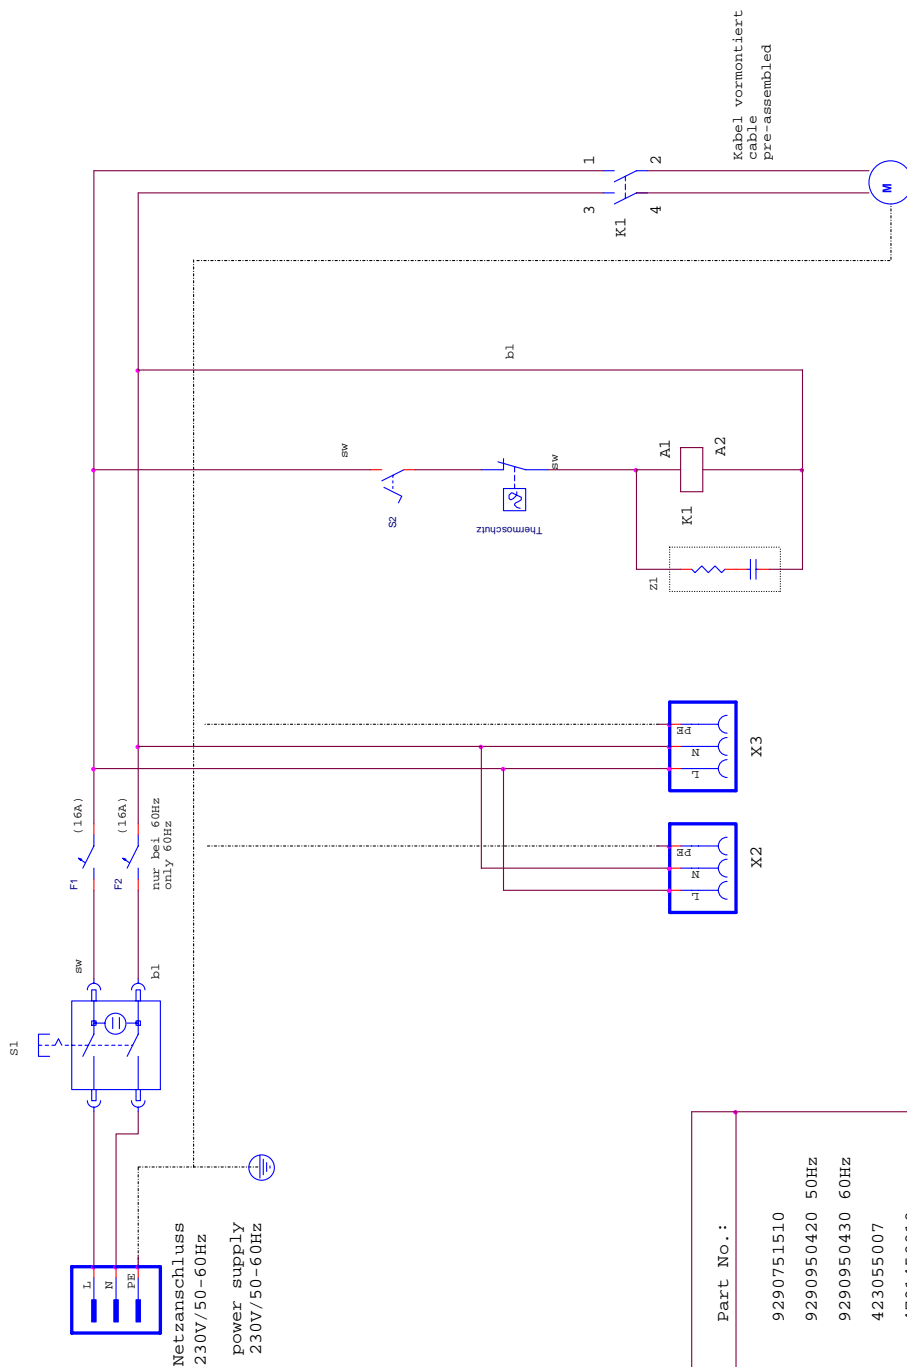 S1
sw
bl
F1
(16A)
F2
(16A)
nur bei 60Hz
only 60Hz
L
N
PE
Netzanschluss
230V/50-60Hz
power supply
230V/50-60Hz
L
N
PE
X2
L
N
PE
X3
sw
S2
Thermoschutz
sw
bl
Z1
K1
A1
A2
1
2
3
4
K1
M
Kabel vormontiert
cable
pre-assembled
Part No.:
9290751510
9290950420 50Hz
9290950430 60Hz
423055007